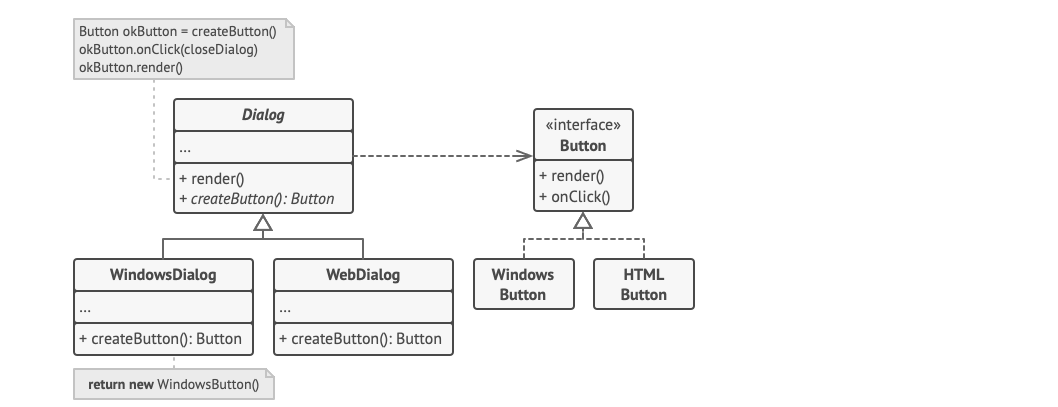 Button okButton = createButton()
okButton.onClick(closeDialog)
okButton.render()
Dialog
...
+ render()
+ createButton(): Button
«interface»
Button
+ render()
+ onClick()
WindowsDialog
...
+ createButton(): Button
WebDialog
...
+ createButton(): Button
Windows
Button
HTML
Button
return new WindowsButton()